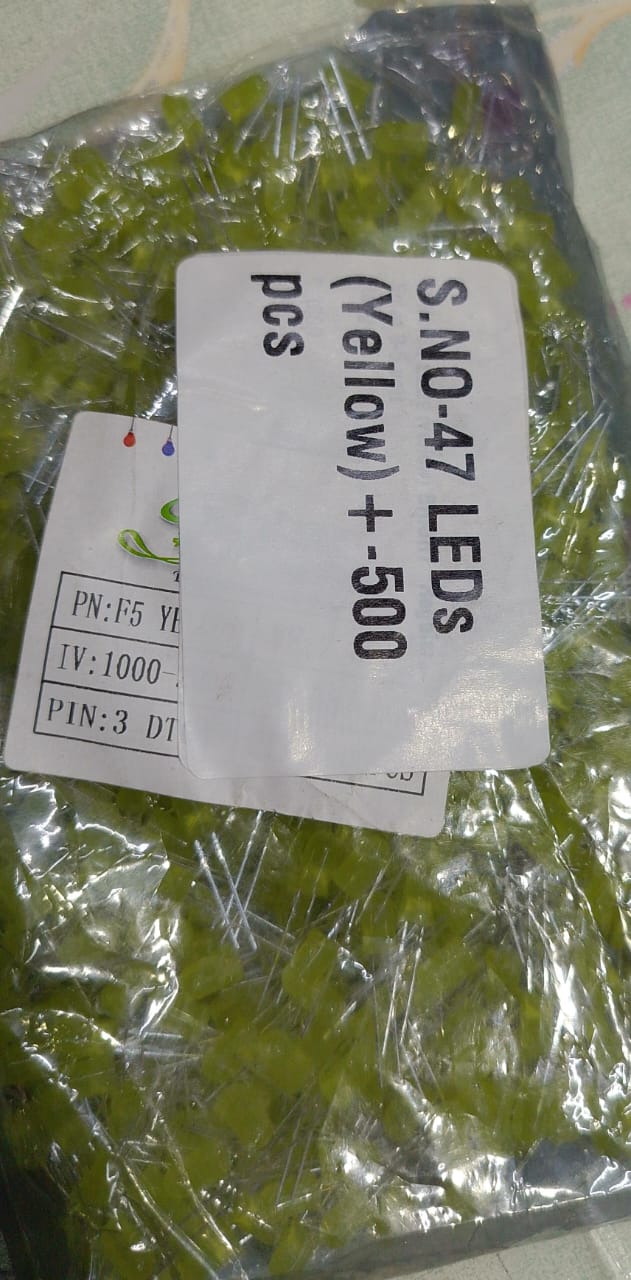 S.NO-47 LEDs
(Yellow) + -500
pcs
PN:F5 YE
IV:1000-
PIN:3 DT